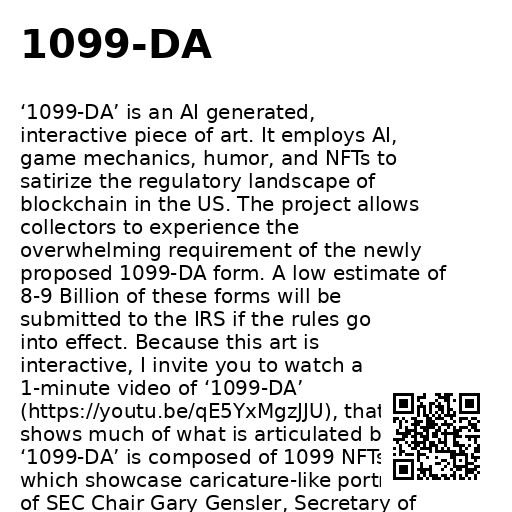 1099-DA
‘1099-DA’ is an AI generated,
interactive piece of art. It employs AI,
game mechanics, humor, and NFTs to
satirize the regulatory landscape of
blockchain in the US. The project allows
collectors to experience the
overwhelming requirement of the newly
proposed 1099-DA form. A low estimate of
8-9 Billion of these forms will be
submitted to the IRS if the rules go
into effect. Because this art is
interactive, I invite you to watch a
1-minute video of ‘1099-DA’
(https://youtu.be/qE5YxMgzJJU), that
shows much of what is articulated
‘1099-DA’ is composed of 1099 NFTs
which showcase caricature-like
of SEC Chair Gary Gensler, Secretary of